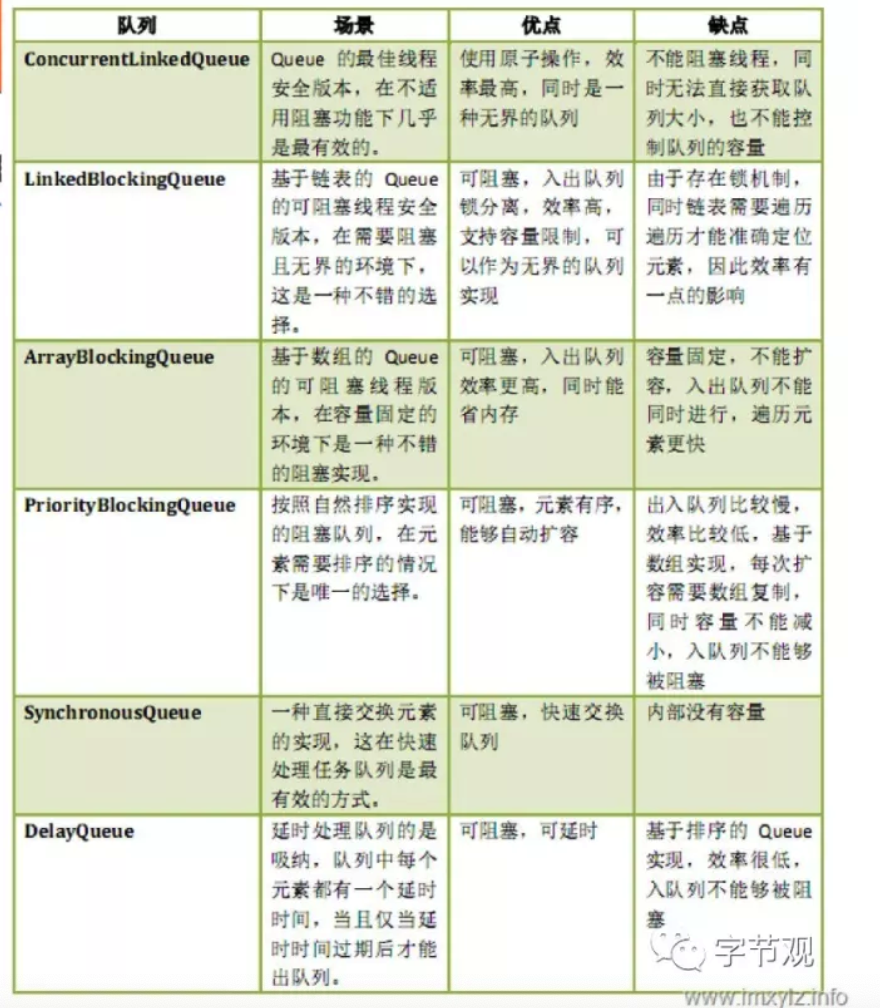 队列 场景 优点 缺点
ConcurrentLinkedQueue
Queue 的最佳线程
安全版本，在不适
用阻塞功能下几乎
是最有效的。
使用原子操作，效
率最高，同时是一
种无界的队列
不能阻塞线程，同
时无法直接获取队
列大小，也不能控
制队列的容量
LinkedBlockingQueue
基于链表的 Queue
的可阻塞线程安全
版本，在需要阻塞
且无界的环境下，
这是一种不错的选
择。
可阻塞，入出队列
锁分离，效率高，
支持容量限制，可
以作为无界的队列
实现
由于存在锁机制，
同时链表需要遍历
遍历才能准确定位
元素，因此效率有
一点的影响
ArrayBlockingQueue
基于数组的 Queue
的可阻塞线程版
本，在容量固定的
环境下是一种不错
的阻塞实现。
可阻塞，入出队列
效率更高，同时能
省内存
容量固定，不能扩
容，入出队列不能
同时进行，遍历元
素更快
PriorityBlockingQueue
按照自然排序实现
的阻塞队列，在元
素需要排序的情况
下是唯一的选择。
可阻塞，元素有序，
能够自动扩容
出入队列比较慢，
效率比较低，基于
数组实现，每次扩
容需要数组复制，
同时容量不能减
小，入队列不能够
被阻塞
SynchronousQueue
一种直接交换元素
的实现，这在快速
处理任务队列是最
有效的方式。
可阻塞，快速交换
队列
内部没有容量
DelayQueue
延时处理队列的是
吸纳，队列中每个
元素都有一个延时
时间，当且仅当延
时时间过期后才能
出队列。
可阻塞，可延时
基于排序的 Queue
实现，效率很低，
入队列不能够被阻
塞
字节观
www.imxylz.info